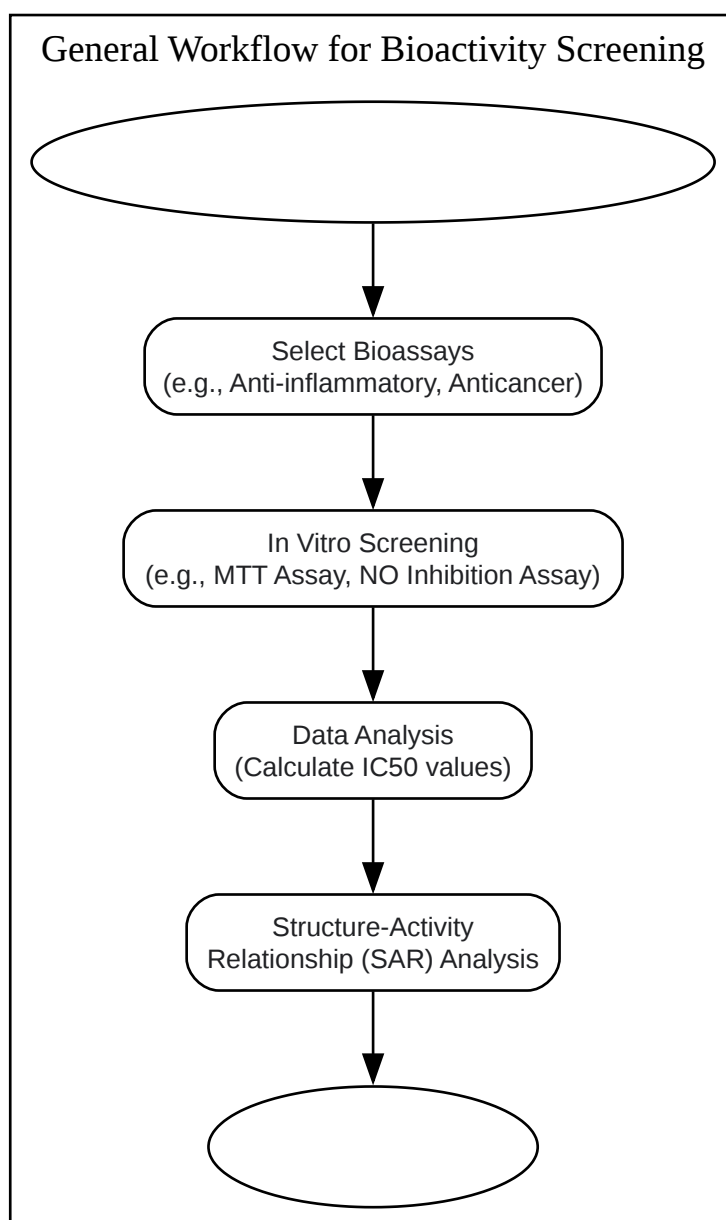 General Workflow for Bioactivity Screening
Select Bioassays
(e.g., Anti-inflammatory, Anticancer)
In Vitro Screening
(e.g., MTT Assay, NO Inhibition Assay)
Data Analysis
(Calculate IC50 values)
Structure-Activity
Relationship (SAR) Analysis